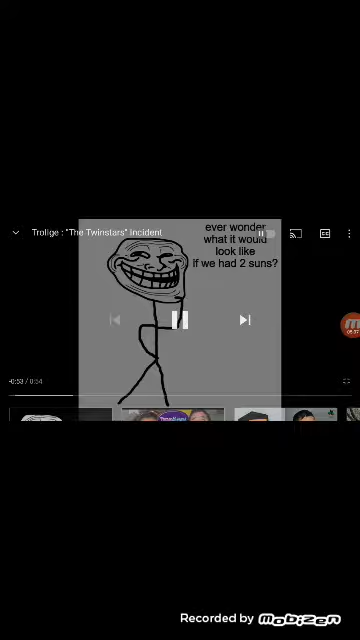 Trollge : "The Twinstars" Incident
ever wonder
what it would
look like
if we had 2 suns?
-0:53 / 0:54
Recorded by Mobizen